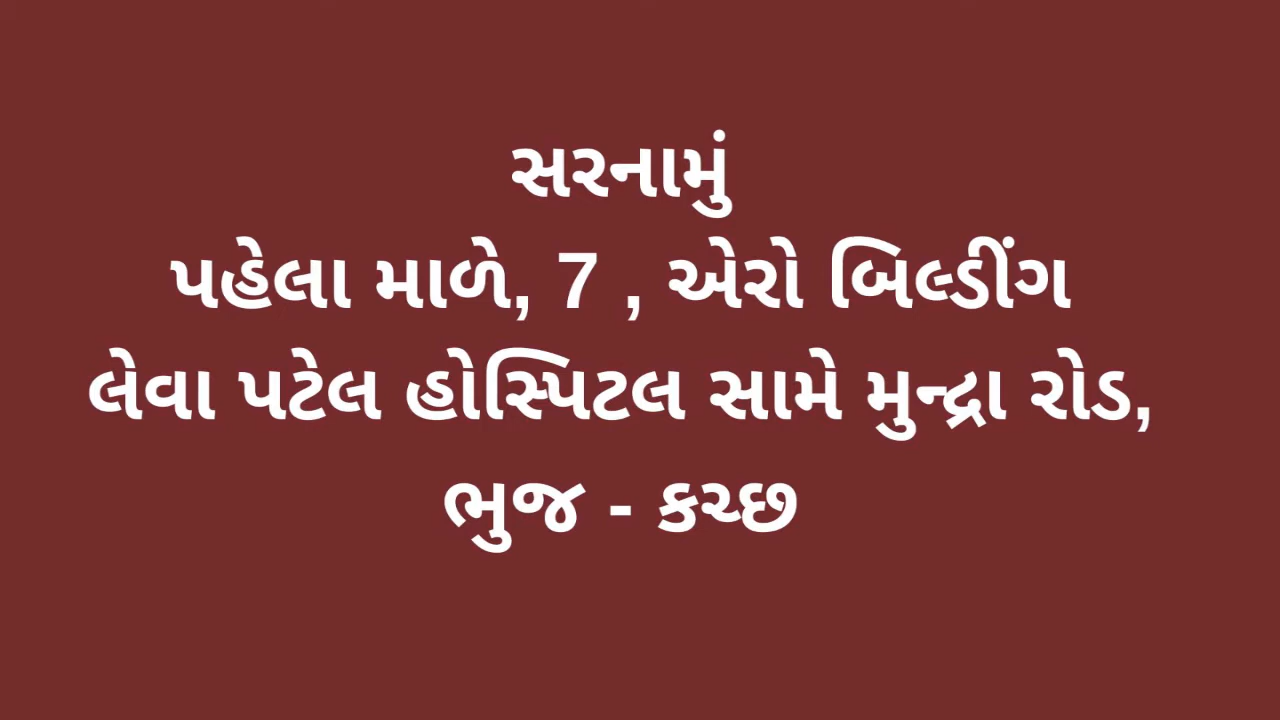 સરનામું
પહેલા માળે, 7 , એરો બિલ્ડીંગ
લેવા પટેલ હોસ્પિટલ સામે મુન્દ્રા રોડ,
ભુજ - કચ્છ